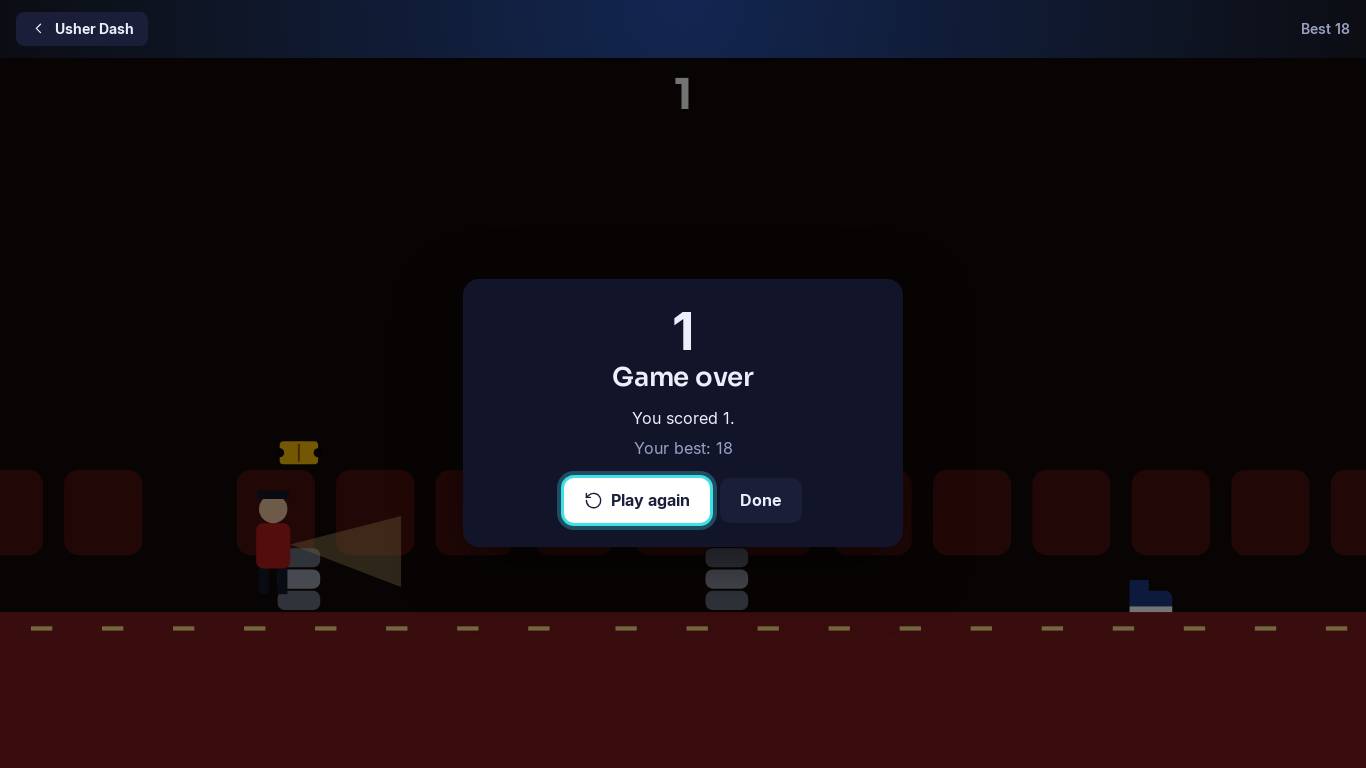 Usher Dash
Best 18
1
1
Game over
You scored 1.
Your best: 18
Play again
Done